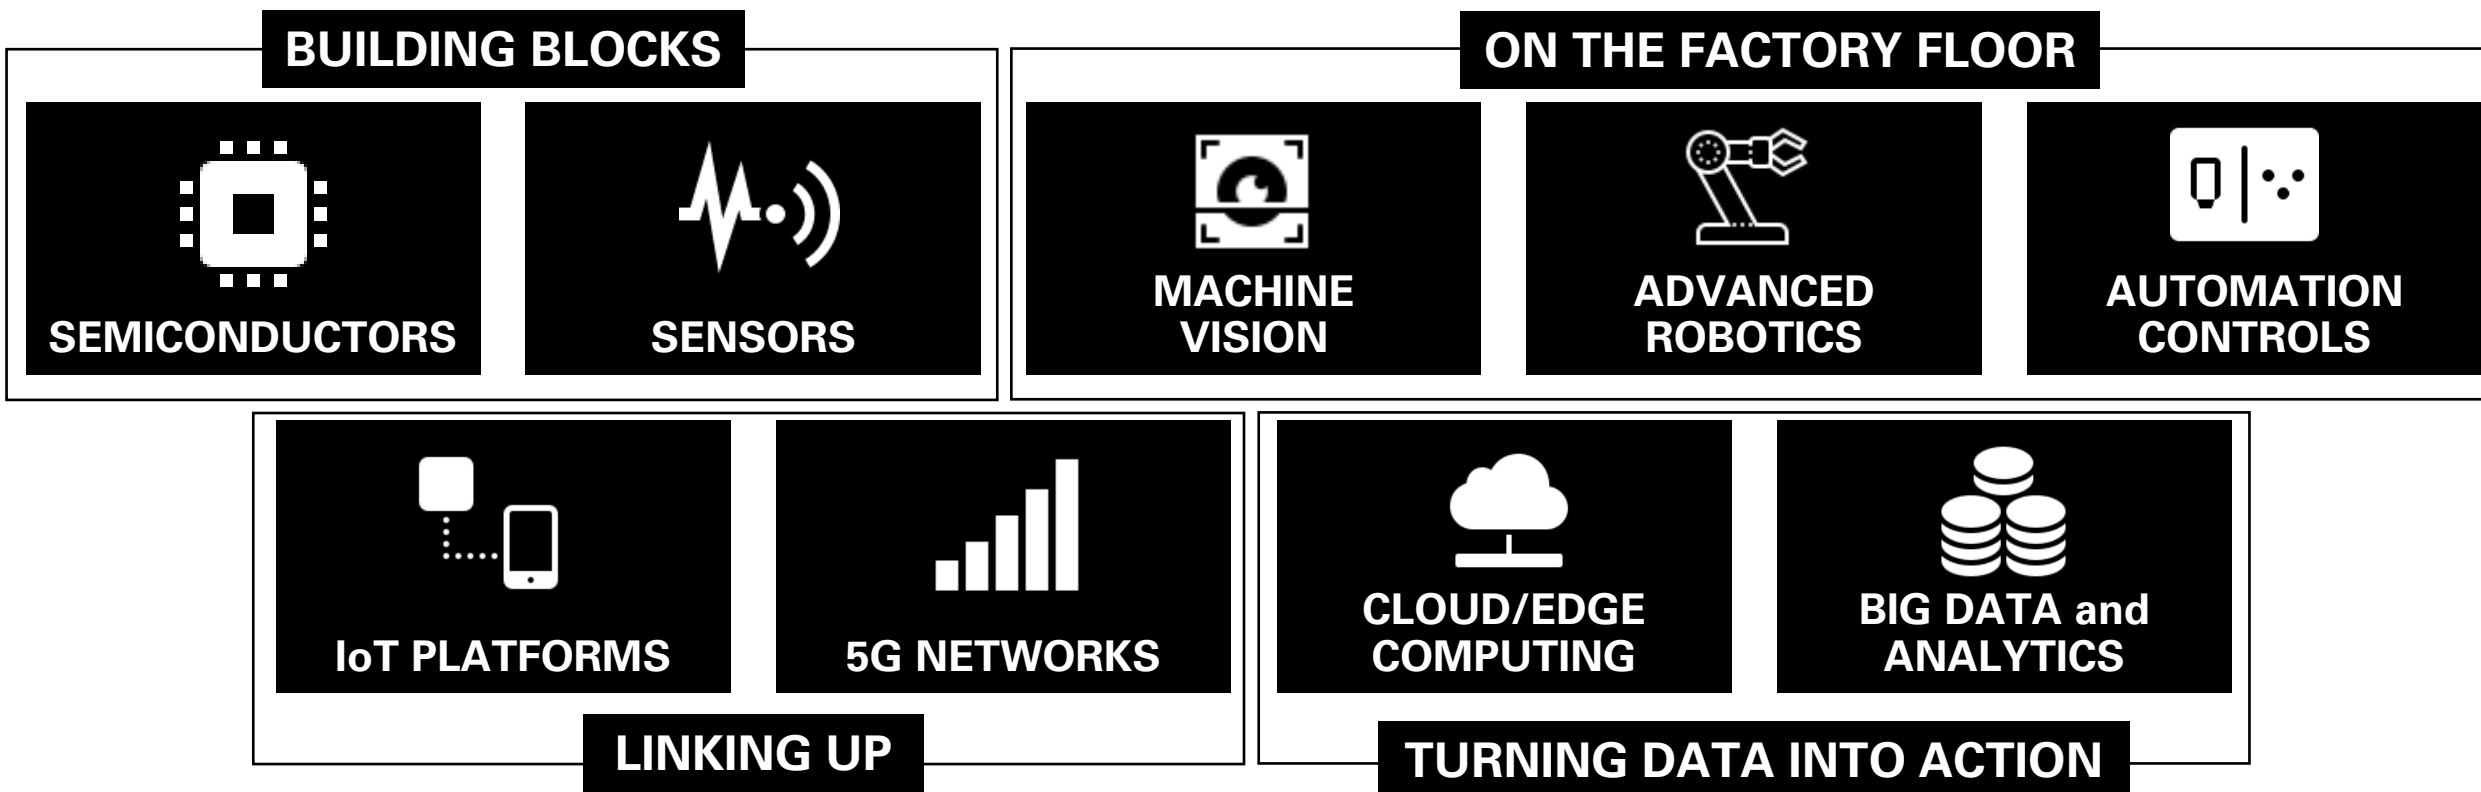 BUILDING BLOCKS
SEMICONDUCTORS
SENSORS
ON THE FACTORY FLOOR
MACHINE
VISION
ADVANCED
ROBOTICS
AUTOMATION
CONTROLS
IoT PLATFORMS
5G NETWORKS
LINKING UP
CLOUD/EDGE
COMPUTING
BIG DATA and
ANALYTICS
TURNING DATA INTO ACTION